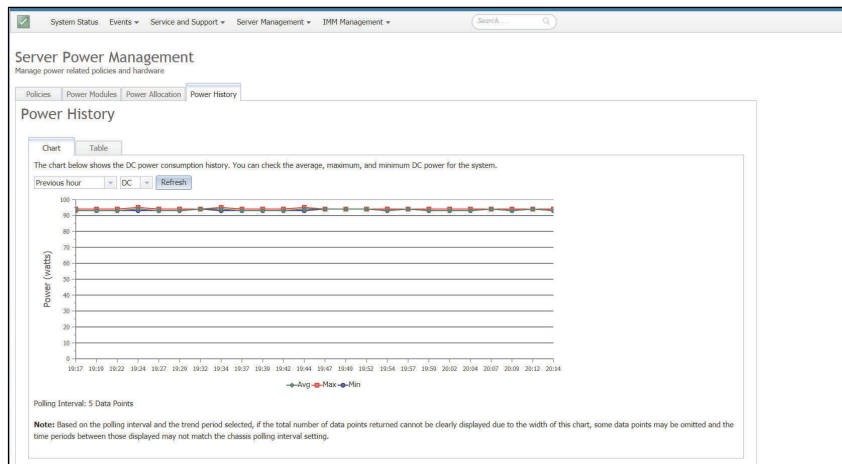 System Status Events Service and Support Server Management IMM Management Search...
Server Power Management
Manage power related policies and hardware
Policies Power Modules Power Allocation Power History
Power History
Chart Table
The chart below shows the DC power consumption history. You can check the average, maximum, and minimum DC power for the system.
Previous hour DC Refresh
100
90
80
70
60
50
40
30
20
10
0
Power (watts)
19:17 19:19 19:22 19:24 19:27 19:29 19:32 19:34 19:37 19:39 19:42 19:44 19:47 19:49 19:52 19:54 19:57 19:59 20:02 20:04 20:07 20:09 20:12 20:14
Avg Max Min
Polling Interval: 5 Data Points
Note: Based on the polling interval and the trend period selected, if the total number of data points returned cannot be clearly displayed due to the width of this chart, some data points may be omitted and the
time periods between those displayed may not match the chassis polling interval setting.